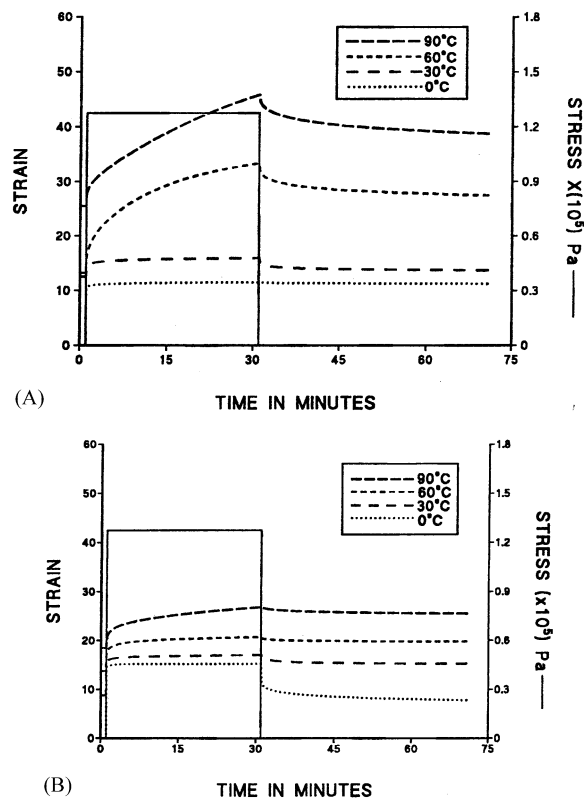 60
50
40
30
20
10
0
STRAIN
90°C
60°C
30°C
0°C
1.8
1.5
1.2
0.9
0.6
0.3
0
STRESS X(10⁵) Pa
0
15
30
45
60
75
TIME IN MINUTES
(A)
60
50
40
30
20
10
0
STRAIN
90°C
60°C
30°C
0°C
1.8
1.5
1.2
0.9
0.6
0.3
0
STRESS (x10⁵) Pa
0
15
30
45
60
75
TIME IN MINUTES
(B)